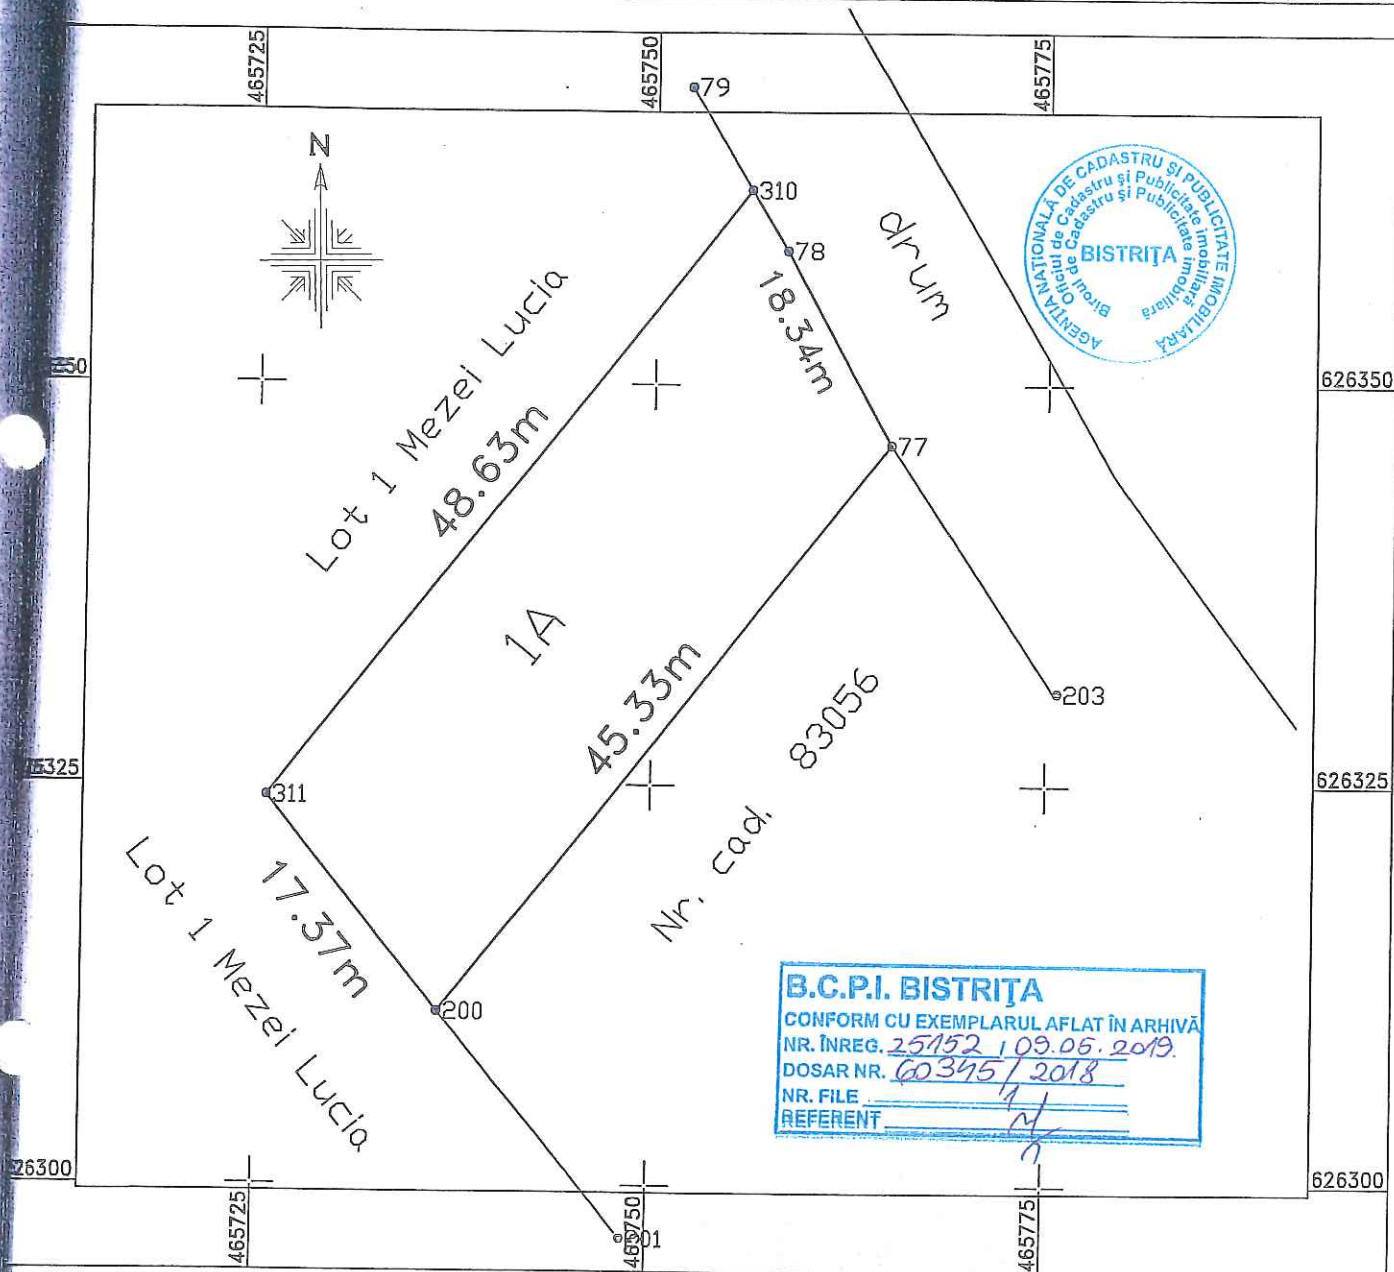 465725
465750
465775
79
N
310
78
drum
AGENȚIA NAȚIONALĂ DE CADASTRU ȘI PUBLICITATE IMOBILIARĂ
Oficiul de Cadastru și Publicitate Imobiliară
Biroul de Cadastru și Publicitate Imobiliară
BISTRIȚA
18.34m
Lot 1 Mezei Lucia
48.63m
626350
77
1A
45.33m
Nr. cad. 83056
203
325
626325
311
17.37m
Lot 1 Mezei Lucia
200
B.C.P.I. BISTRIȚA
CONFORM CU EXEMPLARUL AFLAT ÎN ARHIVĂ
NR. ÎNREG. 25152 / 09.05.2019.
DOSAR NR. 60345 / 2018
NR. FILE 1
REFERENT
26300
626300
465725
465750
465775